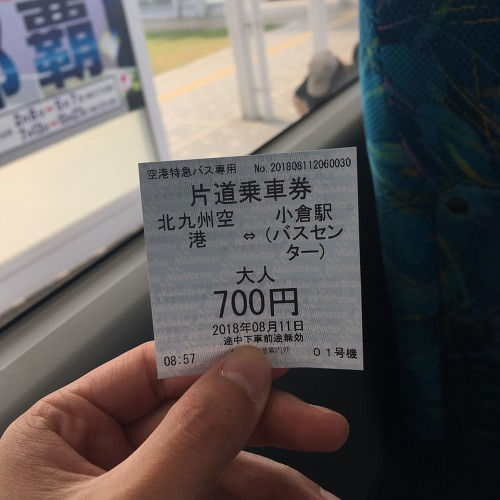 覇
空港特急バス専用 No.201808112060030
片道乗車券
北九州空港 ⇔ 小倉駅(バスセンター)
大人
700円
2018年08月11日
途中下車前途無効
08:57 01号機